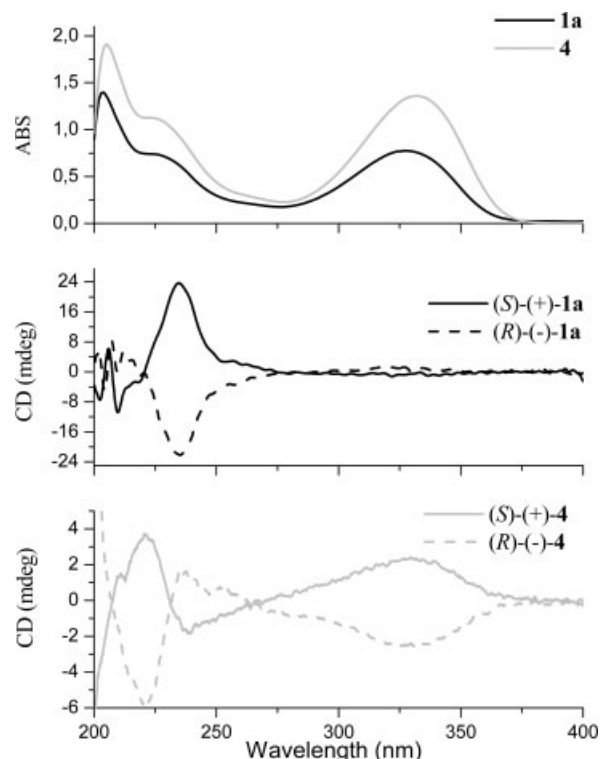 1a
4
2,0
1,5
1,0
0,5
0,0
ABS
24
16
8
0
-8
-16
-24
CD (mdeg)
(S)-(+)-1a
(R)-(-)-1a
4
2
0
-2
-4
-6
CD (mdeg)
(S)-(+)-4
(R)-(-)-4
200 250 300 350 400
Wavelength (nm)